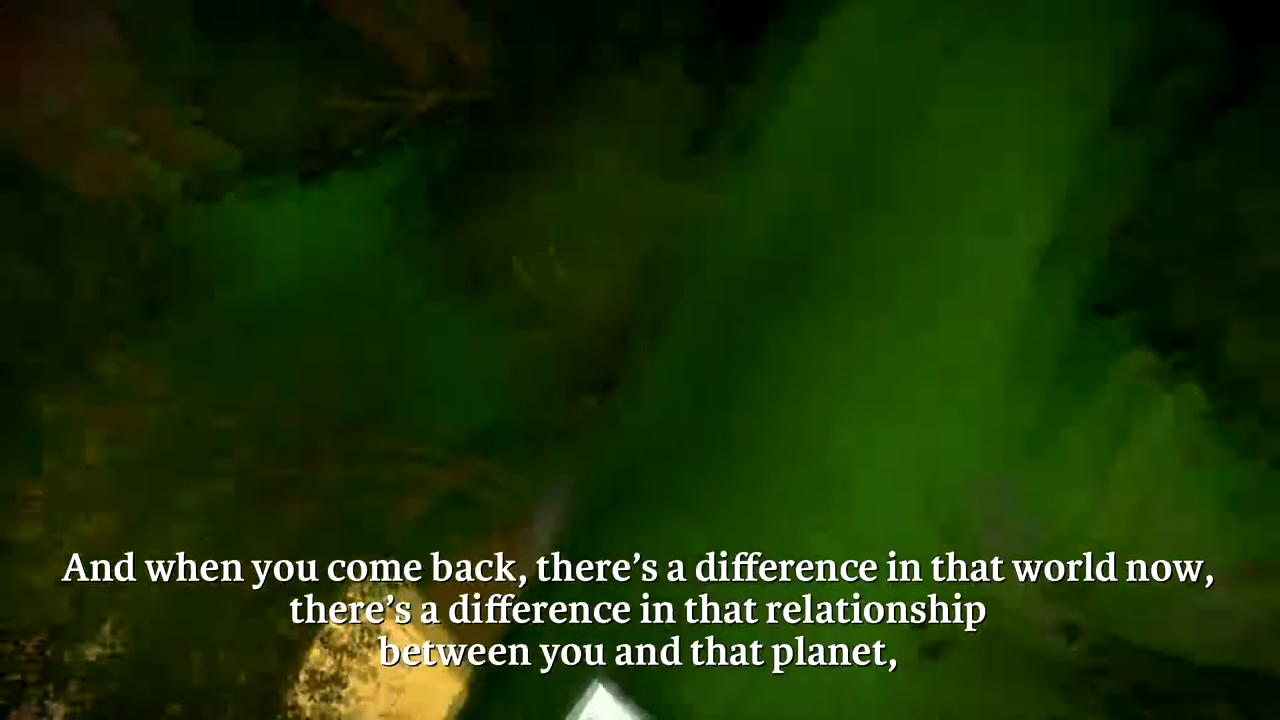 And when you come back, there’s a difference in that world now,
there’s a difference in that relationship
between you and that planet,